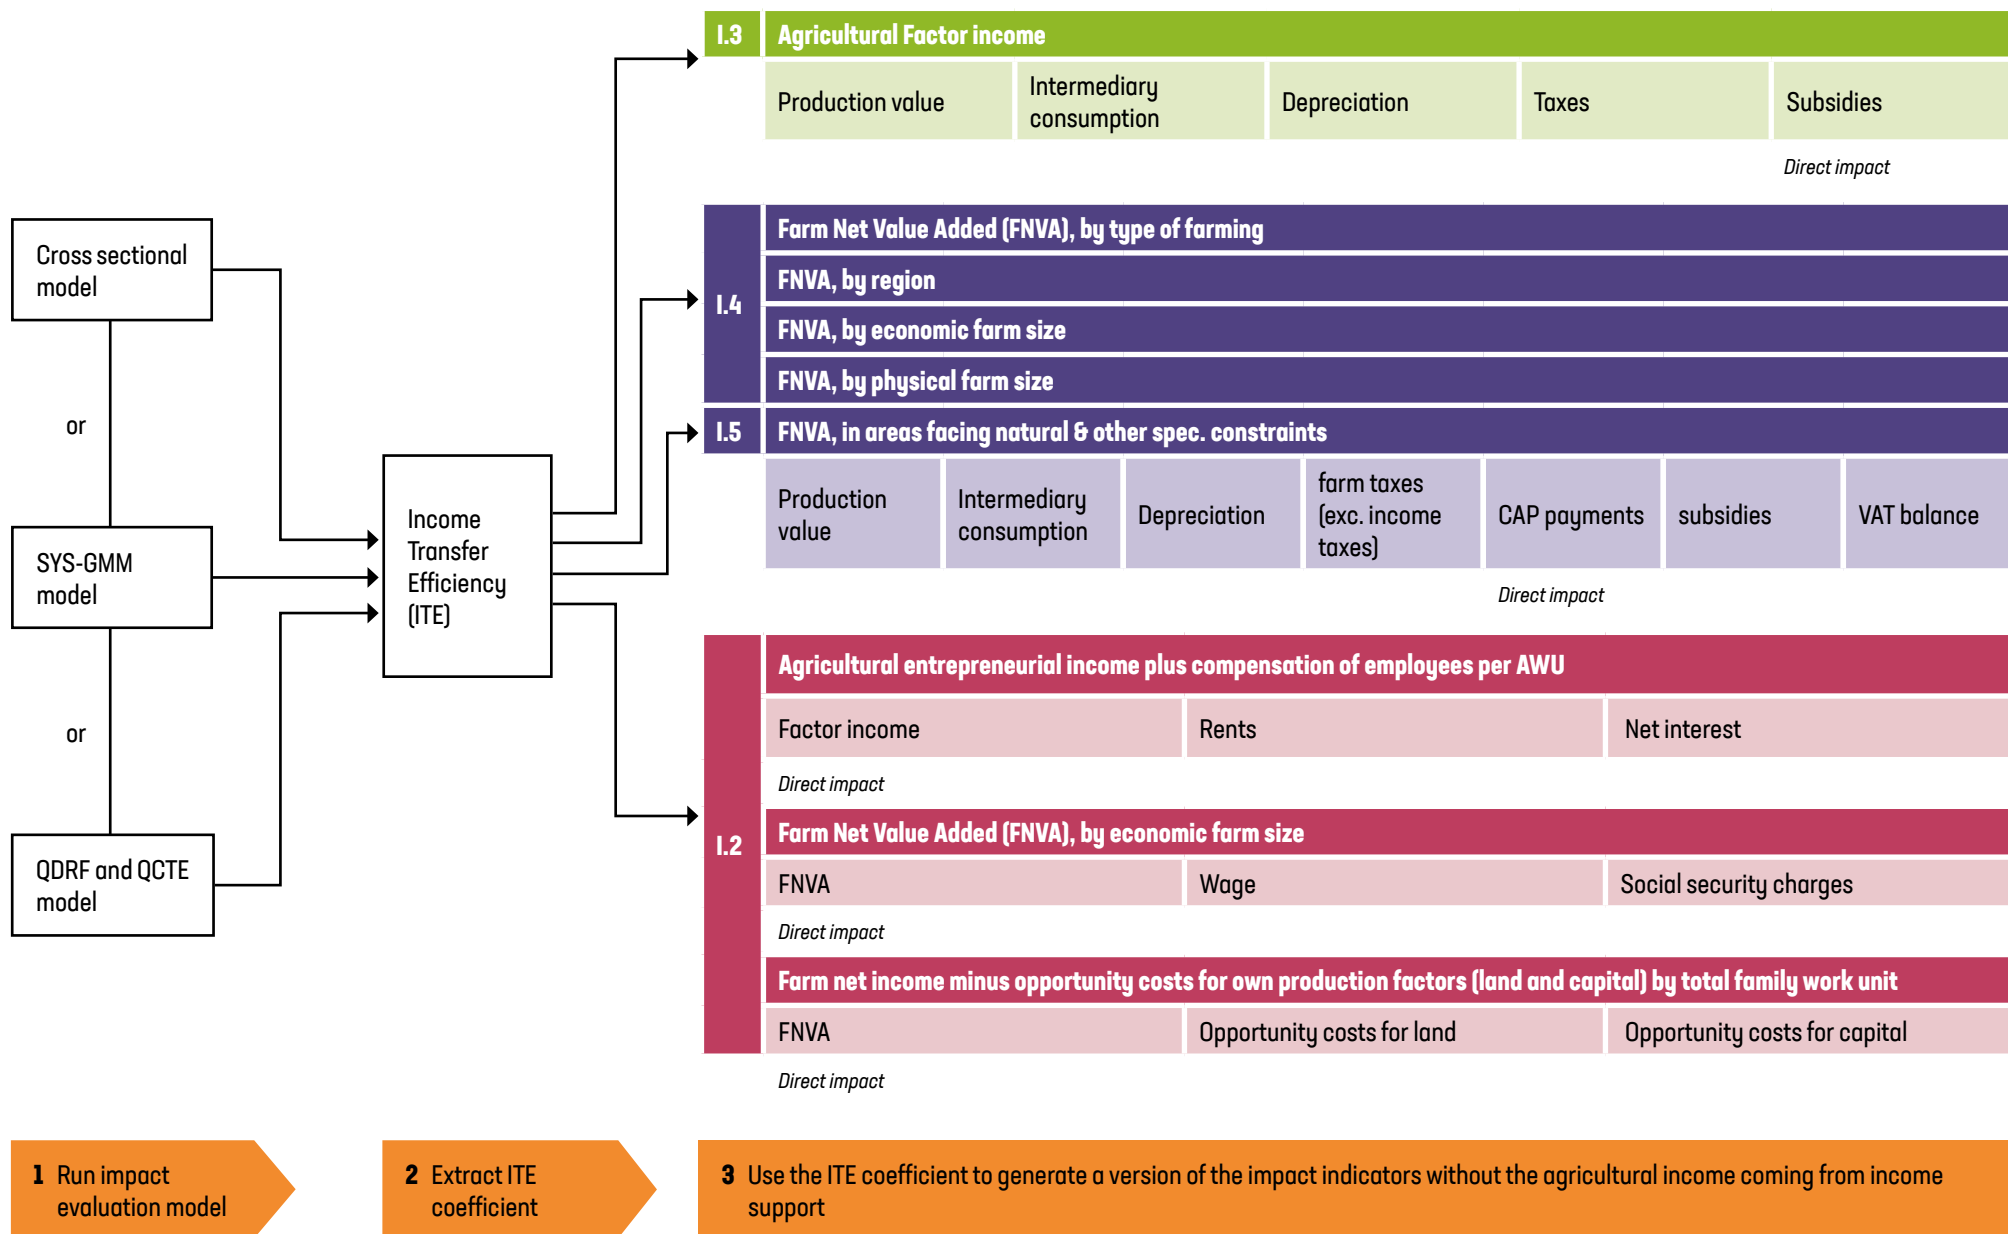 Cross sectional
model
or
SYS-GMM
model
or
QDRF and QCTE
model
Income
Transfer
Efficiency
(ITE)
I.3
Agricultural Factor income
Production value
Intermediary
consumption
Depreciation
Taxes
Subsidies
Direct impact
I.4
Farm Net Value Added (FNVA), by type of farming
FNVA, by region
FNVA, by economic farm size
FNVA, by physical farm size
I.5
FNVA, in areas facing natural & other spec. constraints
Production
value
Intermediary
consumption
Depreciation
farm taxes
(exc. income
taxes)
CAP payments
subsidies
VAT balance
Direct impact
I.2
Agricultural entrepreneurial income plus compensation of employees per AWU
Factor income
Rents
Net interest
Direct impact
Farm Net Value Added (FNVA), by economic farm size
FNVA
Wage
Social security charges
Direct impact
Farm net income minus opportunity costs for own production factors (land and capital) by total family work unit
FNVA
Opportunity costs for land
Opportunity costs for capital
Direct impact
1 Run impact
evaluation model
2 Extract ITE
coefficient
3 Use the ITE coefficient to generate a version of the impact indicators without the agricultural income coming from income
support